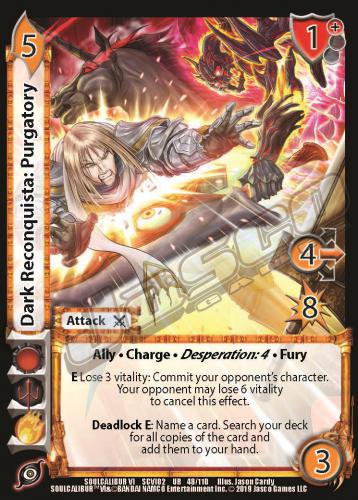 5
1
+
Dark Reconquista: Purgatory
4
8
Attack
Ally • Charge • Desperation: 4 • Fury
E Lose 3 vitality: Commit your opponent's character.
Your opponent may lose 6 vitality
to cancel this effect.
Deadlock E: Name a card. Search your deck
for all copies of the card and
add them to your hand.
3
SOULCALIBUR VI SCVI02 UR 48/110 Illus. Jason Cardy
SOULCALIBUR™VI&©BANDAI NAMCO Entertainment Inc. ©2019 Jasco Games LLC